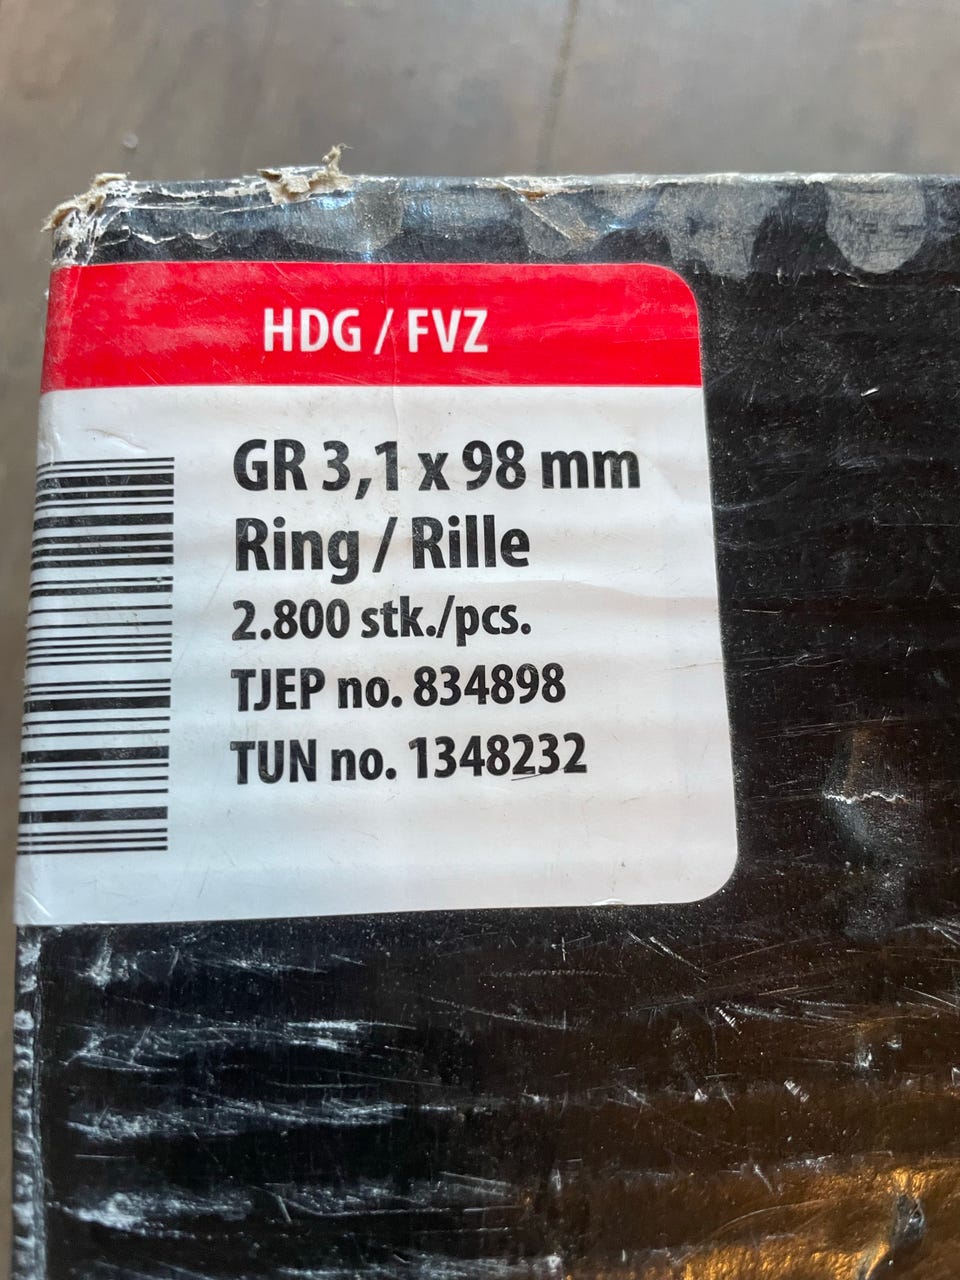 HDG / FVZ
GR 3,1 x 98 mm
Ring / Rille
2.800 stk./pcs.
TJEP no. 834898
TUN no. 1348232